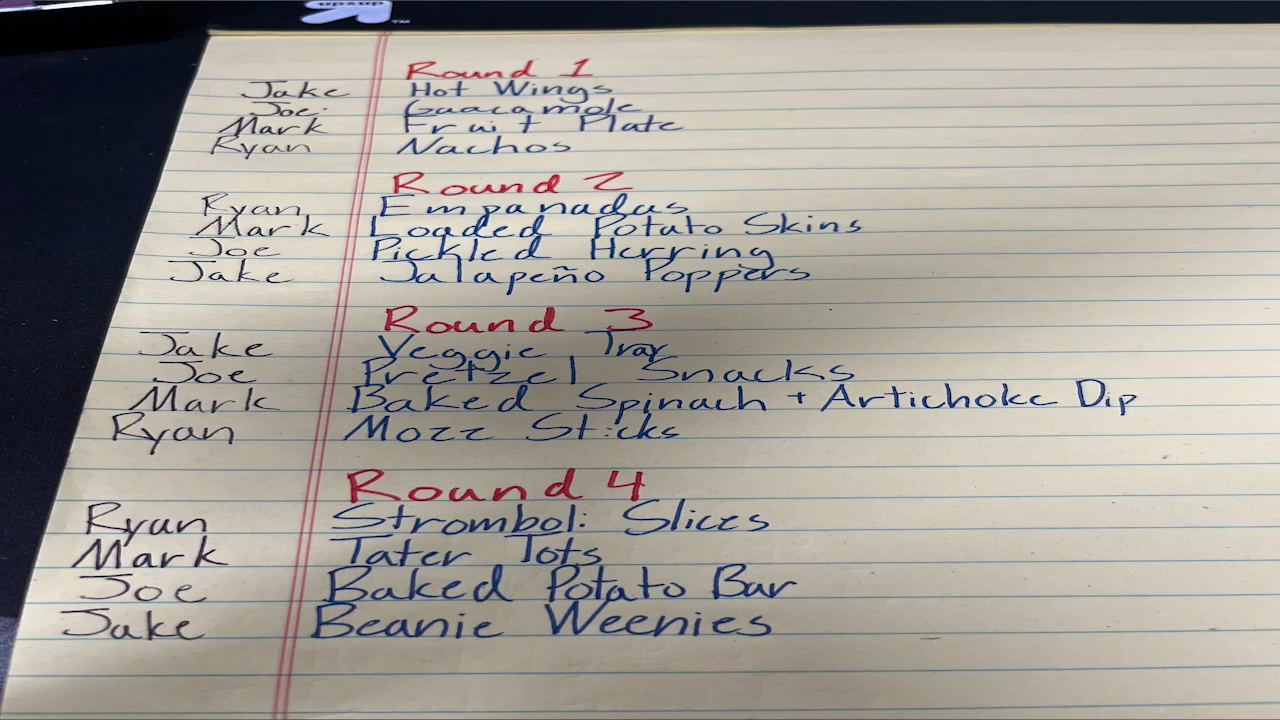 Round 1
Jake Hot Wings
Joe Guacamole
Mark Fruit Plate
Ryan Nachos
Round 2
Ryan Empanadas
Mark Loaded Potato Skins
Joe Pickled Herring
Jake Jalapeño Poppers
Round 3
Jake Veggie Tray
Joe Pretzel Snacks
Mark Baked Spinach + Artichoke Dip
Ryan Mozz Sticks
Round 4
Ryan Stromboli Slices
Mark Tater Tots
Joe Baked Potato Bar
Jake Beanie Weenies